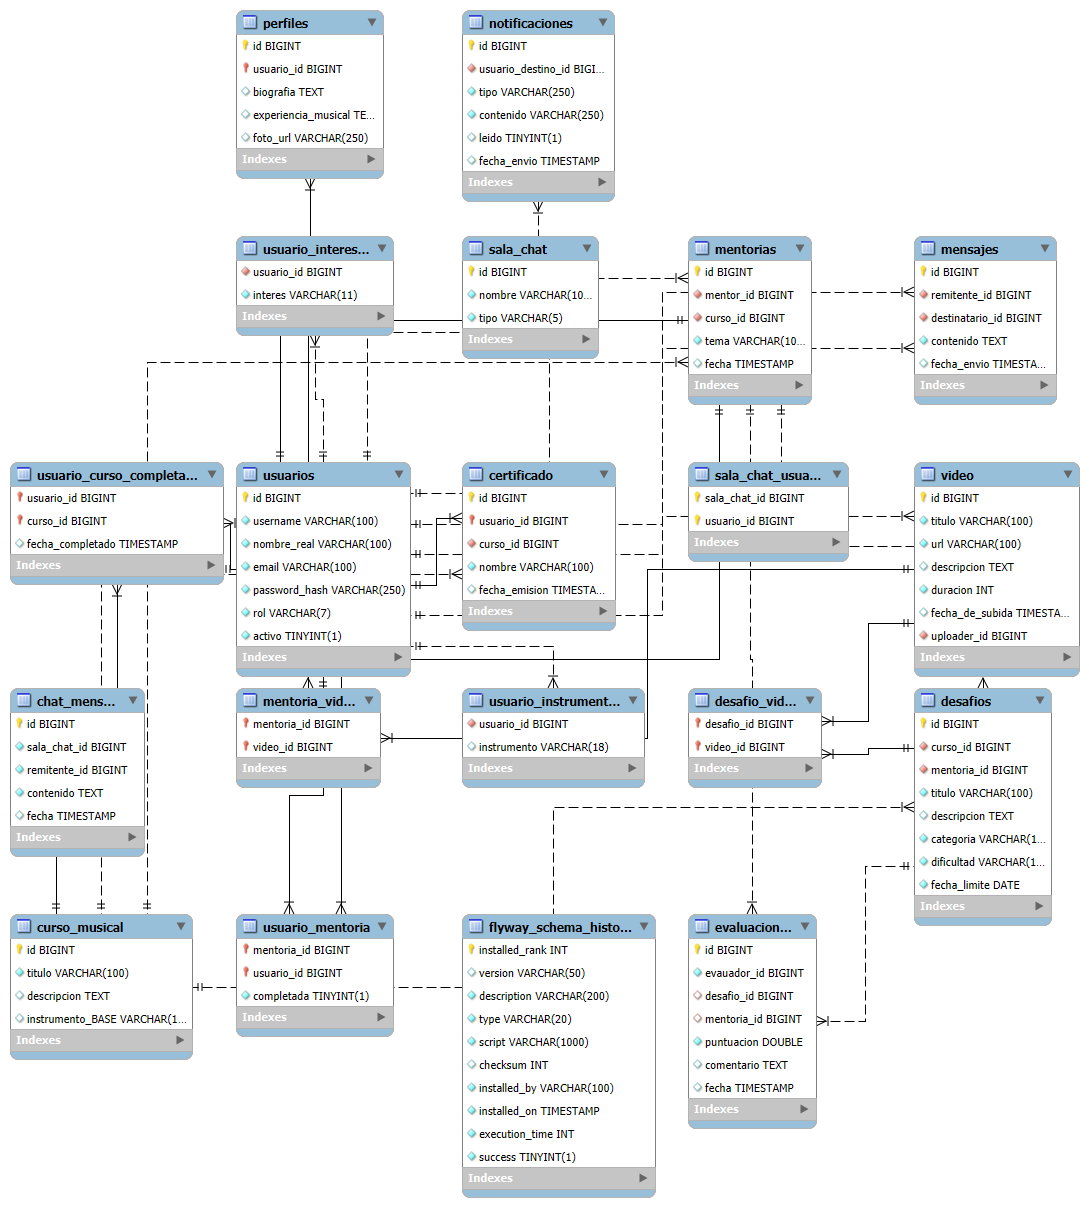 perfiles
id BIGINT
usuario_id BIGINT
biografia TEXT
experiencia_musical TE...
foto_url VARCHAR(250)
Indexes
notificaciones
id BIGINT
usuario_destino_id BIGI...
tipo VARCHAR(250)
contenido VARCHAR(250)
leido TINYINT(1)
fecha_envio TIMESTAMP
Indexes
usuario_interes...
usuario_id BIGINT
interes VARCHAR(11)
Indexes
sala_chat
id BIGINT
nombre VARCHAR(10...
tipo VARCHAR(5)
Indexes
mentorias
id BIGINT
mentor_id BIGINT
curso_id BIGINT
tema VARCHAR(10...
fecha TIMESTAMP
Indexes
mensajes
id BIGINT
remitente_id BIGINT
destinatario_id BIGINT
contenido TEXT
fecha_envio TIMESTA...
Indexes
usuario_curso_completa...
usuario_id BIGINT
curso_id BIGINT
fecha_completado TIMESTAMP
Indexes
usuarios
id BIGINT
username VARCHAR(100)
nombre_real VARCHAR(100)
email VARCHAR(100)
password_hash VARCHAR(250)
rol VARCHAR(7)
activo TINYINT(1)
Indexes
certificado
id BIGINT
usuario_id BIGINT
curso_id BIGINT
nombre VARCHAR(100)
fecha_emision TIMESTA...
Indexes
sala_chat_usua...
sala_chat_id BIGINT
usuario_id BIGINT
Indexes
video
id BIGINT
titulo VARCHAR(100)
url VARCHAR(100)
descripcion TEXT
duracion INT
fecha_de_subida TIMESTA...
uploader_id BIGINT
Indexes
chat_mens...
id BIGINT
sala_chat_id BIGINT
remitente_id BIGINT
contenido TEXT
fecha TIMESTAMP
Indexes
mentoria_vid...
mentoria_id BIGINT
video_id BIGINT
Indexes
usuario_instrument...
usuario_id BIGINT
instrumento VARCHAR(18)
Indexes
desafio_vid...
desafio_id BIGINT
video_id BIGINT
Indexes
desafios
id BIGINT
curso_id BIGINT
mentoria_id BIGINT
titulo VARCHAR(100)
descripcion TEXT
categoria VARCHAR(1...
dificultad VARCHAR(1...
fecha_limite DATE
Indexes
curso_musical
id BIGINT
titulo VARCHAR(100)
descripcion TEXT
instrumento_BASE VARCHAR(1...
Indexes
usuario_mentoria
mentoria_id BIGINT
usuario_id BIGINT
completada TINYINT(1)
Indexes
flyway_schema_histo...
installed_rank INT
version VARCHAR(50)
description VARCHAR(200)
type VARCHAR(20)
script VARCHAR(1000)
checksum INT
installed_by VARCHAR(100)
installed_on TIMESTAMP
execution_time INT
success TINYINT(1)
Indexes
evaluacion...
id BIGINT
evauador_id BIGINT
desafio_id BIGINT
mentoria_id BIGINT
puntuacion DOUBLE
comentario TEXT
fecha TIMESTAMP
Indexes